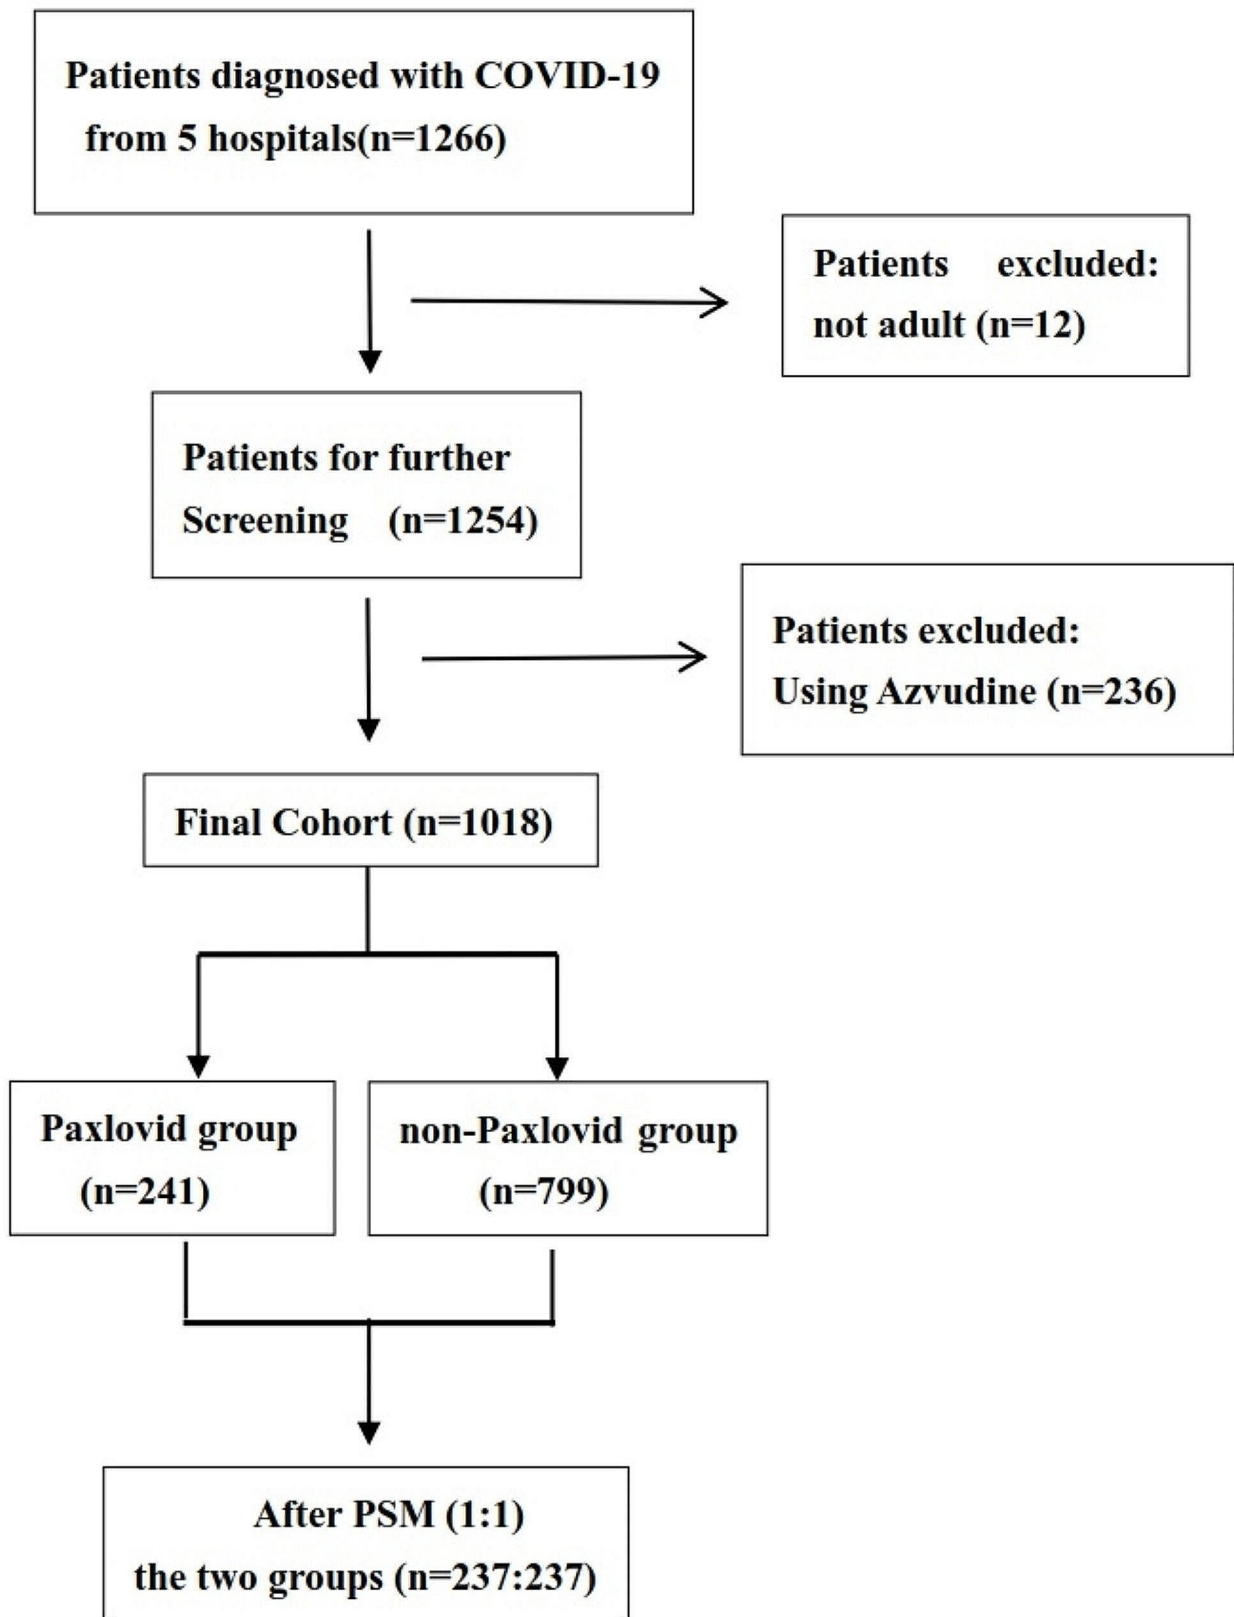 Patients diagnosed with COVID-19
from 5 hospitals(n=1266)
Patients excluded:
not adult (n=12)
Patients for further
Screening (n=1254)
Patients excluded:
Using Azvudine (n=236)
Final Cohort (n=1018)
Paxlovid group
(n=241)
non-Paxlovid group
(n=799)
After PSM (1:1)
the two groups (n=237:237)